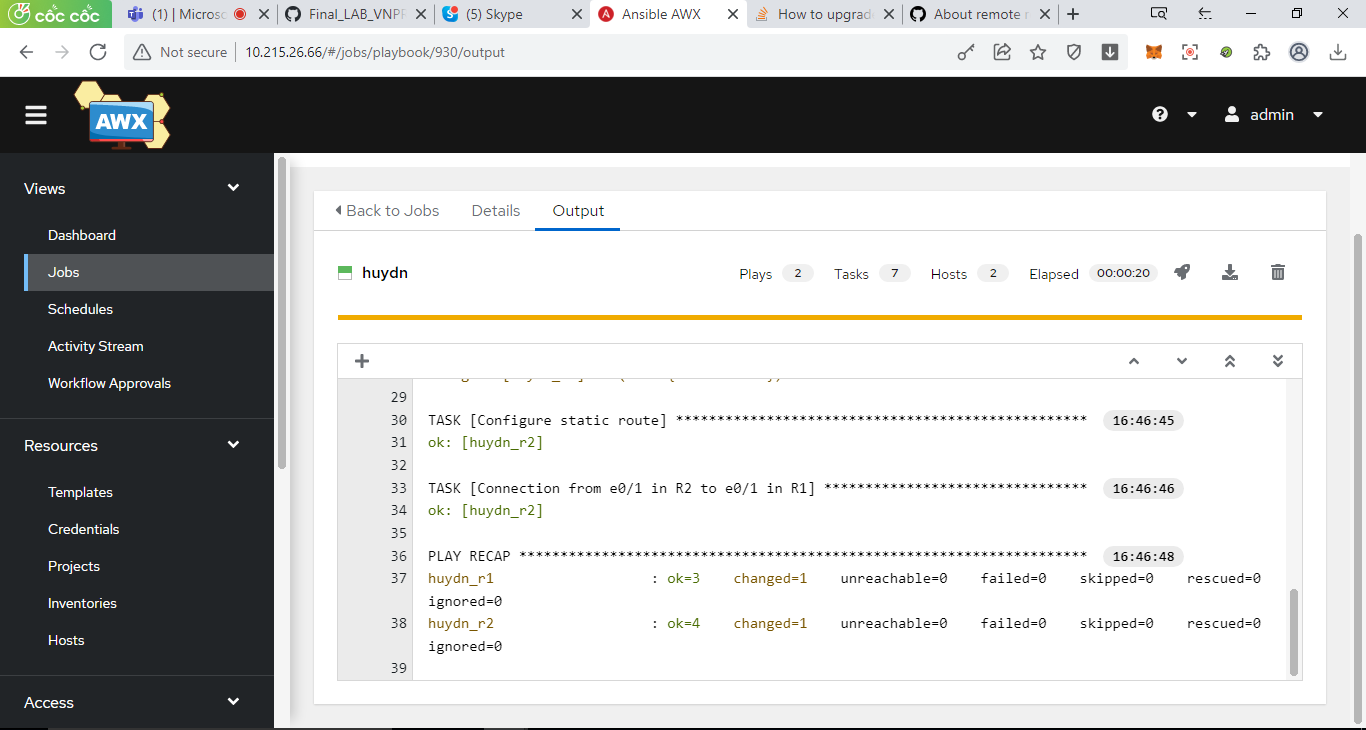 cốc cốc
(1) | Microsc
Final_LAB_VNPR
(5) Skype
Ansible AWX
How to upgrad
About remote r
Not secure
10.215.26.66/#/jobs/playbook/930/output
AWX
admin
Views
Dashboard
Jobs
Schedules
Activity Stream
Workflow Approvals
Resources
Templates
Credentials
Projects
Inventories
Hosts
Access
Back to Jobs Details Output
huydn
Plays 2 Tasks 7 Hosts 2 Elapsed 00:00:20
29
30 TASK [Configure static route] ************************************************** 16:46:45
31 ok: [huydn_r2]
32
33 TASK [Connection from e0/1 in R2 to e0/1 in R1] ******************************** 16:46:46
34 ok: [huydn_r2]
35
36 PLAY RECAP ********************************************************************* 16:46:48
37 huydn_r1 : ok=3 changed=1 unreachable=0 failed=0 skipped=0 rescued=0
ignored=0
38 huydn_r2 : ok=4 changed=1 unreachable=0 failed=0 skipped=0 rescued=0
ignored=0
39